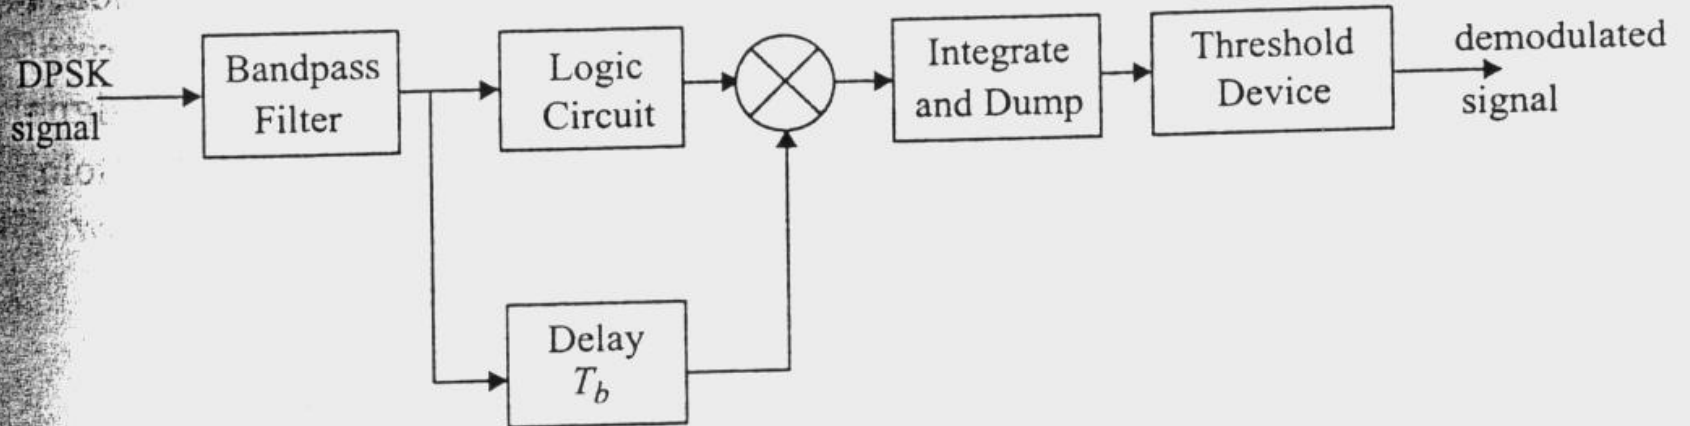 DPSK
signal
Bandpass
Filter
Logic
Circuit
Integrate
and Dump
Threshold
Device
demodulated
signal
Delay
T_b